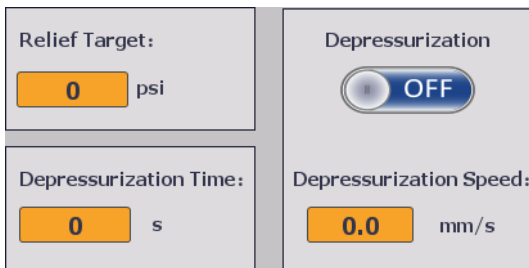 Relief Target:
0 psi
Depressurization Time:
0 s
Depressurization
OFF
Depressurization Speed:
0.0 mm/s